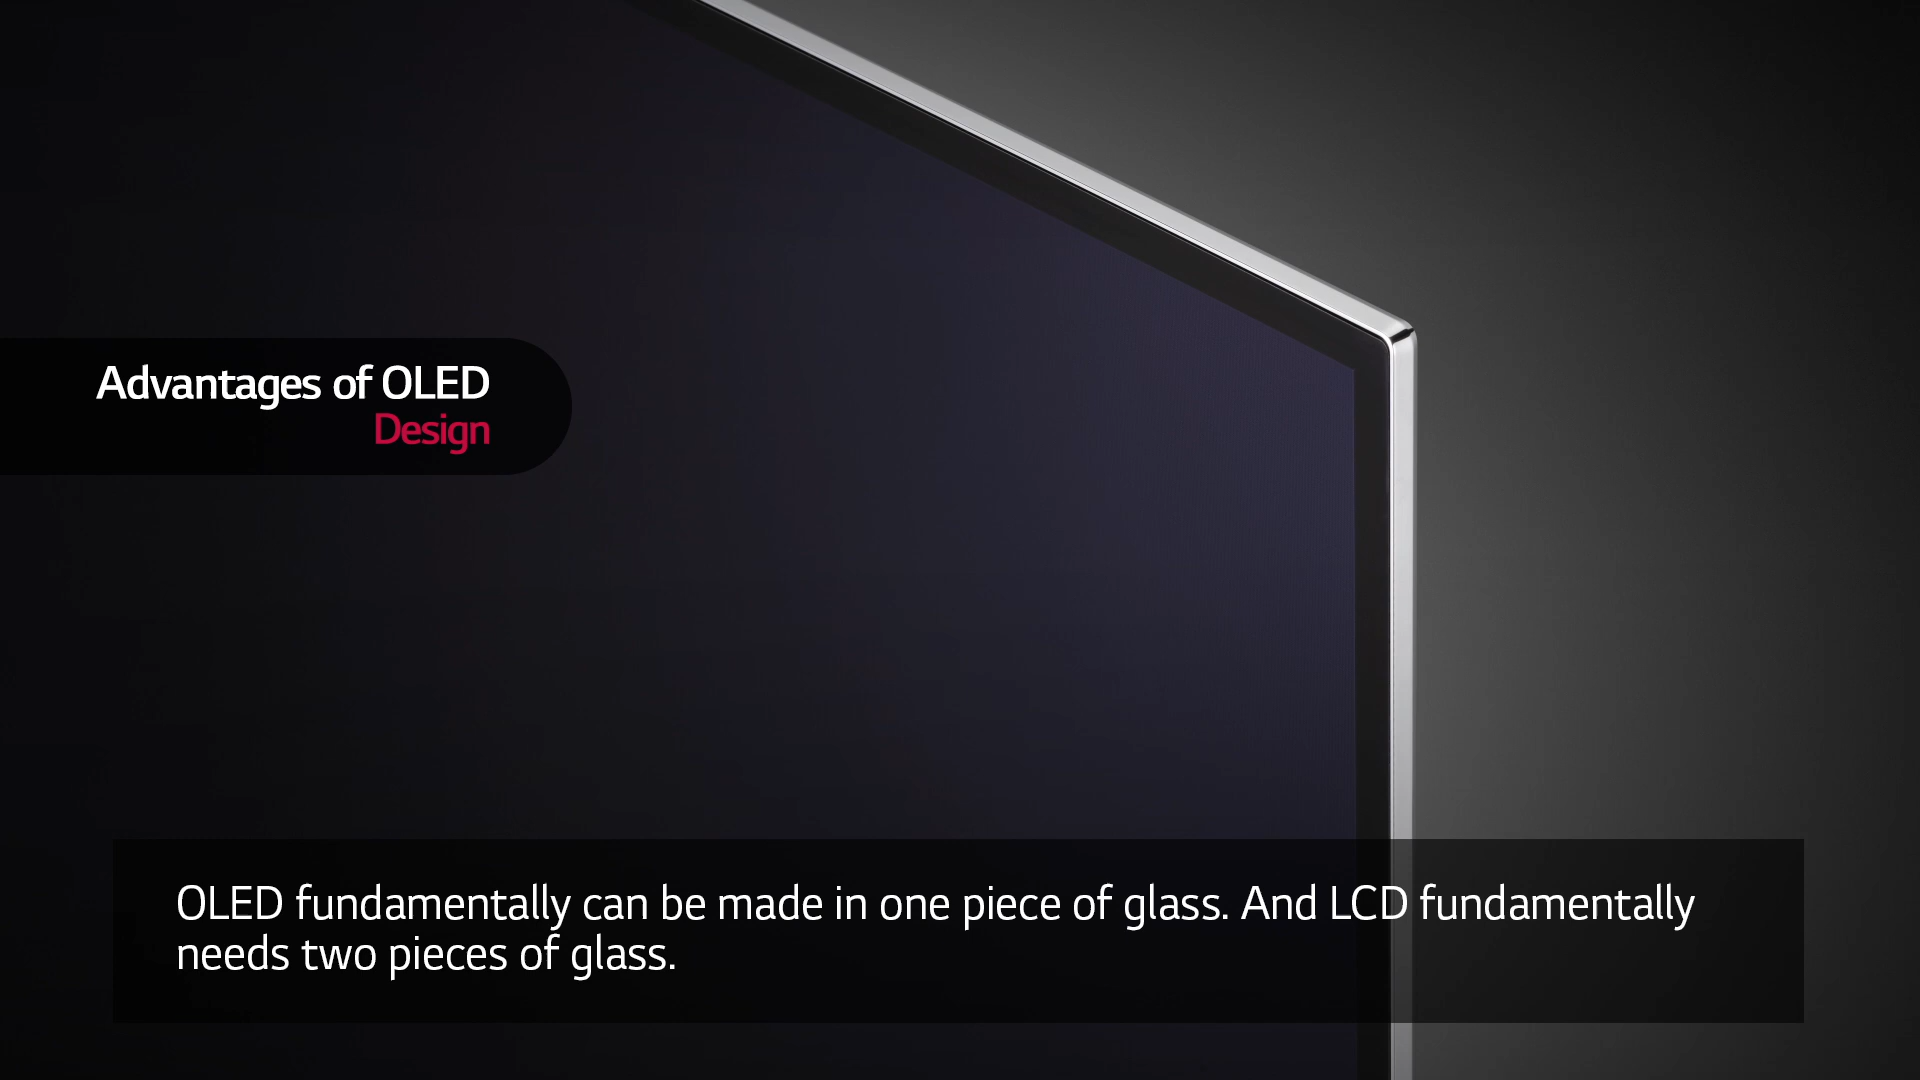 Advantages of OLED
Design
OLED fundamentally can be made in one piece of glass. And LCD fundamentally
needs two pieces of glass.